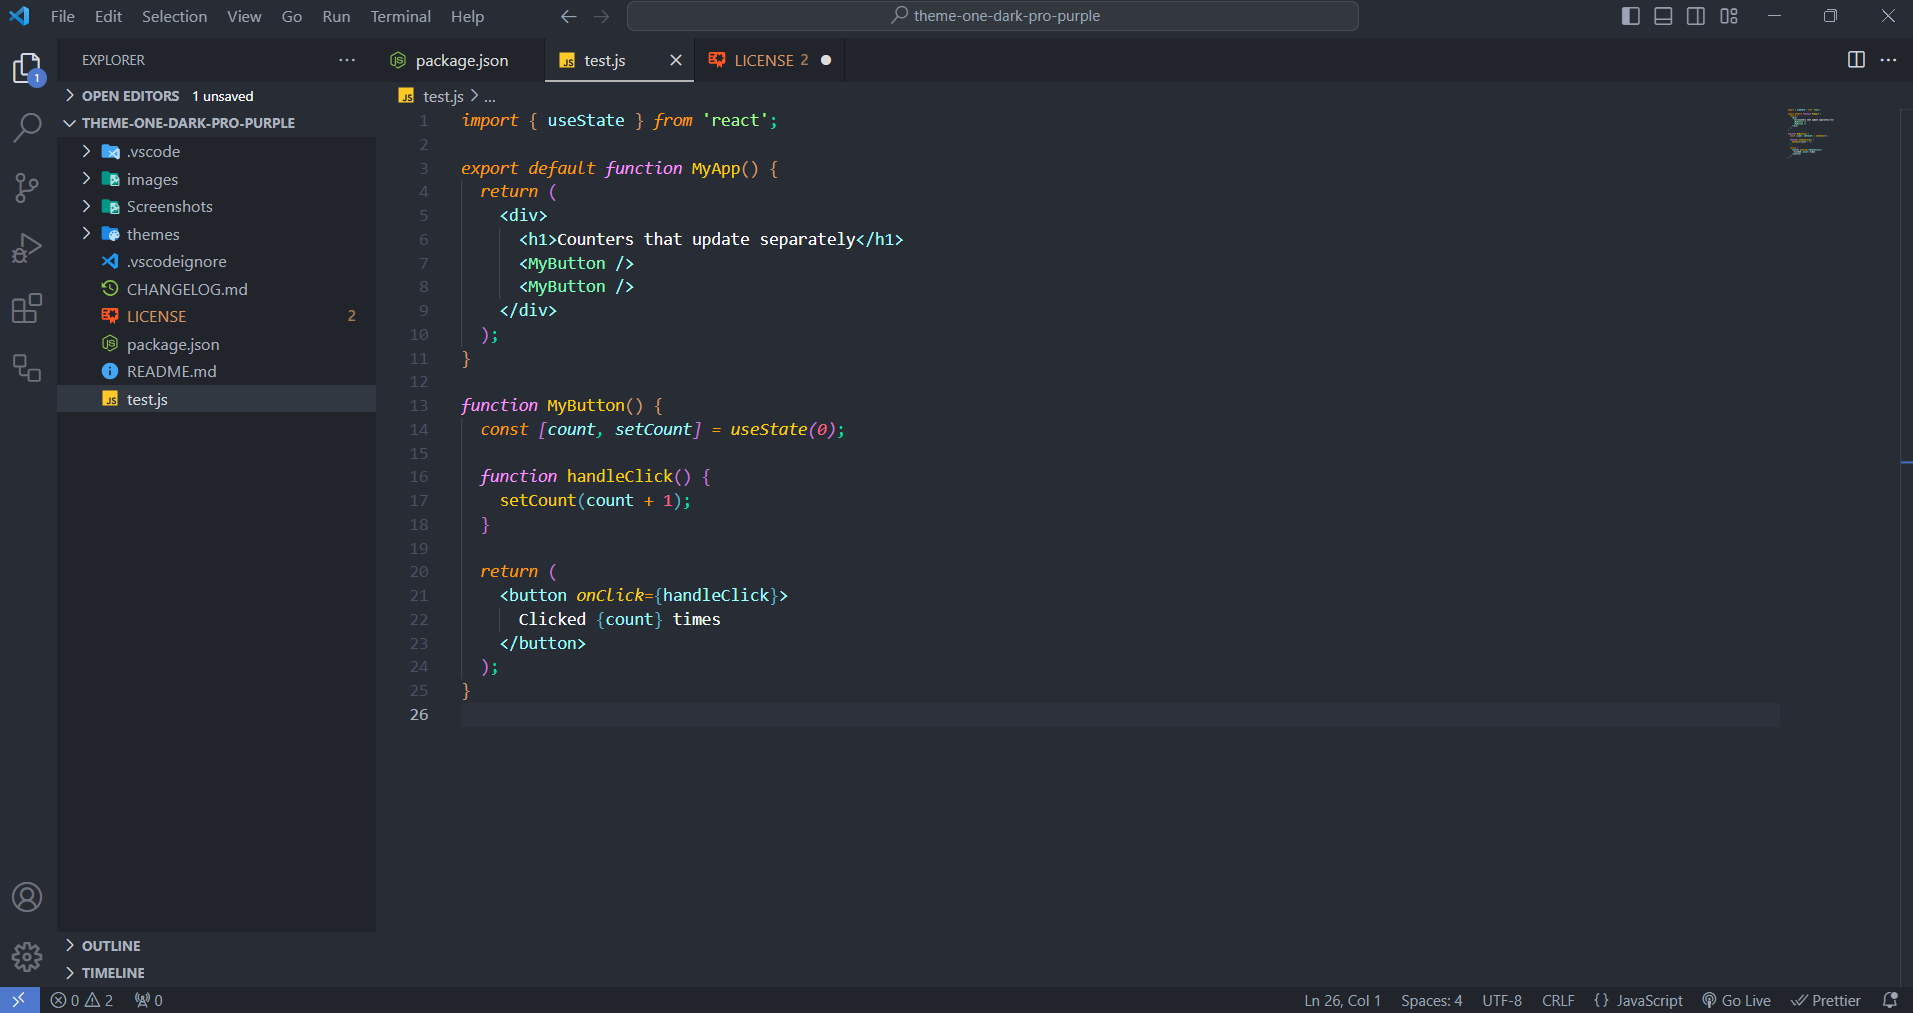 File Edit Selection View Go Run Terminal Help theme-one-dark-pro-purple
1
EXPLORER
OPEN EDITORS 1 unsaved
THEME-ONE-DARK-PRO-PURPLE
.vscode
images
Screenshots
themes
.vscodeignore
CHANGELOG.md
LICENSE 2
package.json
README.md
JS test.js
OUTLINE
TIMELINE
package.json JS test.js LICENSE 2
JS test.js > ...
1 import { useState } from 'react';
2
3 export default function MyApp() {
4 return (
5 <div>
6 <h1>Counters that update separately</h1>
7 <MyButton />
8 <MyButton />
9 </div>
10 );
11 }
12
13 function MyButton() {
14 const [count, setCount] = useState(0);
15
16 function handleClick() {
17 setCount(count + 1);
18 }
19
20 return (
21 <button onClick={handleClick}>
22 Clicked {count} times
23 </button>
24 );
25 }
26
0 2 0 Ln 26, Col 1 Spaces: 4 UTF-8 CRLF {} JavaScript Go Live Prettier